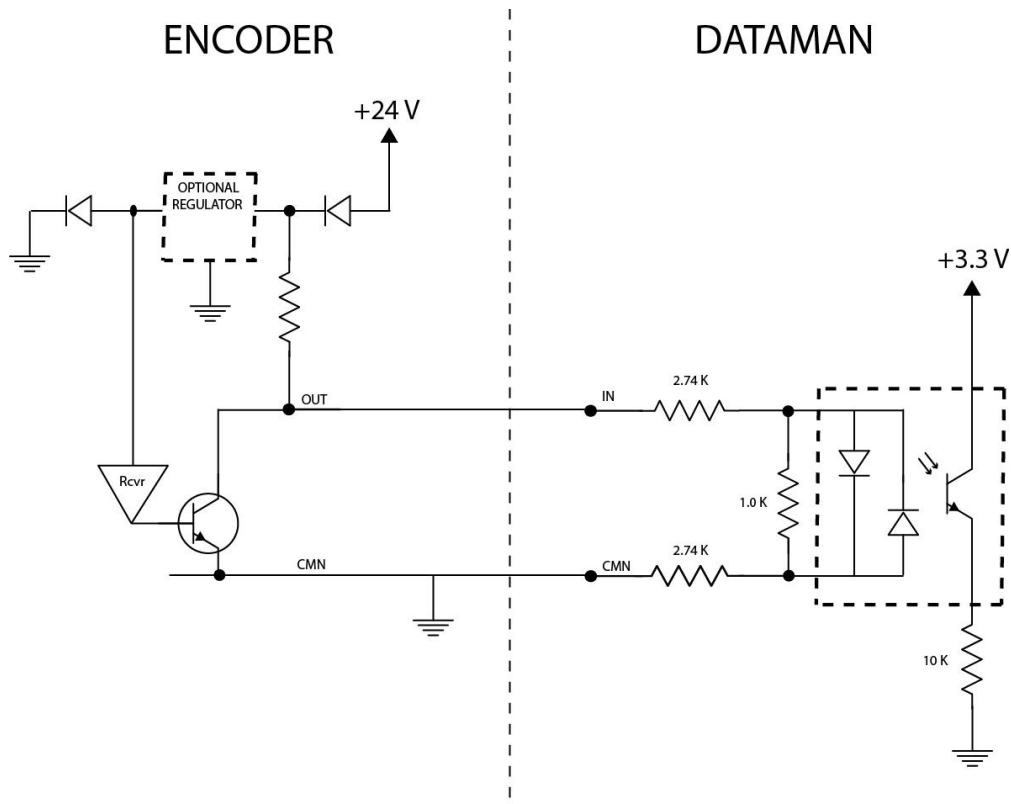 ENCODER
DATAMAN
+24 V
OPTIONAL
REGULATOR
+3.3 V
OUT
IN
2.74 K
Rcvr
1.0 K
CMN
CMN
2.74 K
10 K